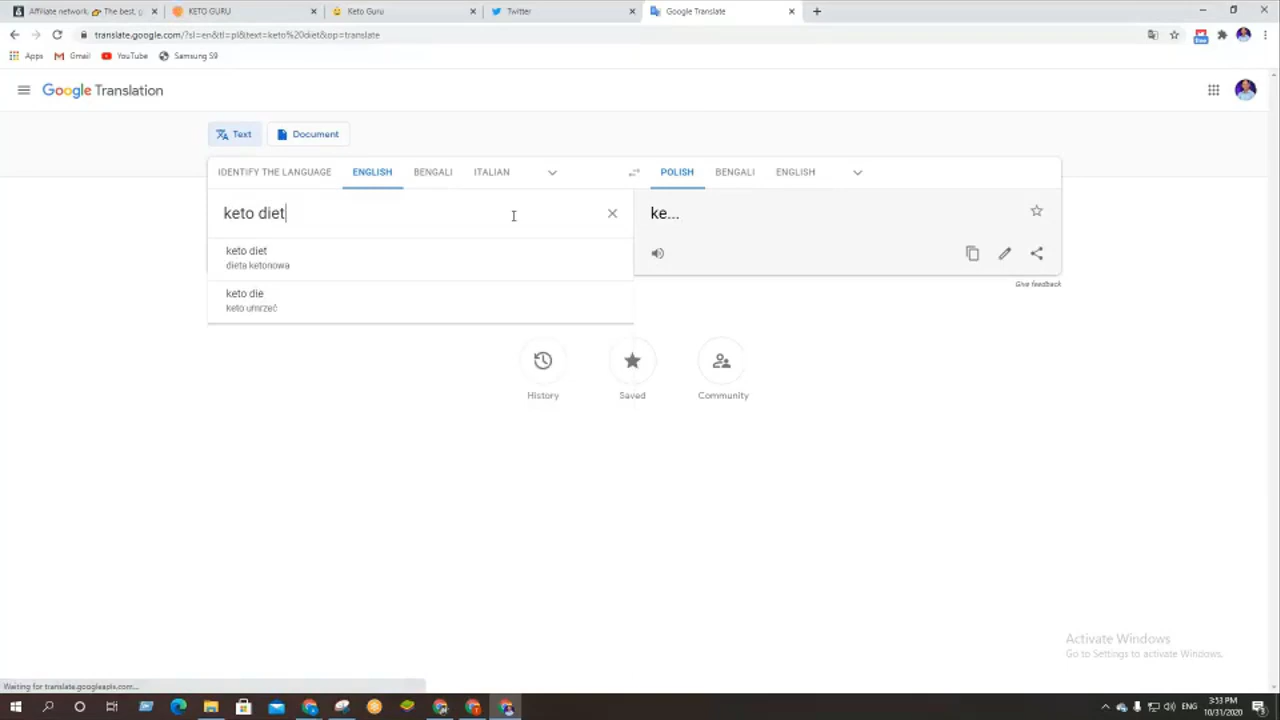 Affiliate network. The best, g
KETO GURU
Keto Guru
Twitter
Google Translate
translate.google.com/?sl=en&tl=pl&text=keto%20diet&op=translate
Apps
Gmail
YouTube
Samsung S9
Google Translation
Text
Document
IDENTIFY THE LANGUAGE
ENGLISH
BENGALI
ITALIAN
POLISH
BENGALI
ENGLISH
keto diet
ke...
keto diet
dieta ketonowa
Give feedback
keto die
keto umrzeć
History
Saved
Community
Activate Windows
Go to Settings to activate Windows.
Waiting for translate.googleapis.com...
ENG
3:53 PM
10/31/2020